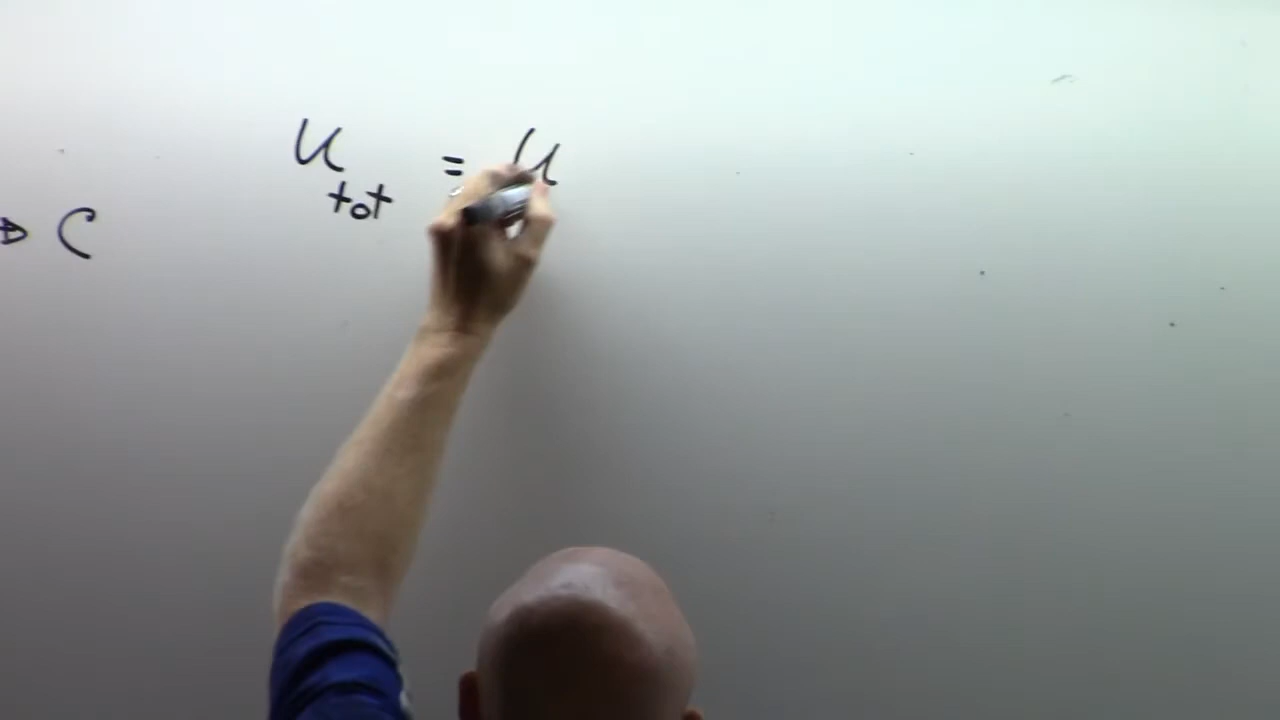 U tot = U
→ C